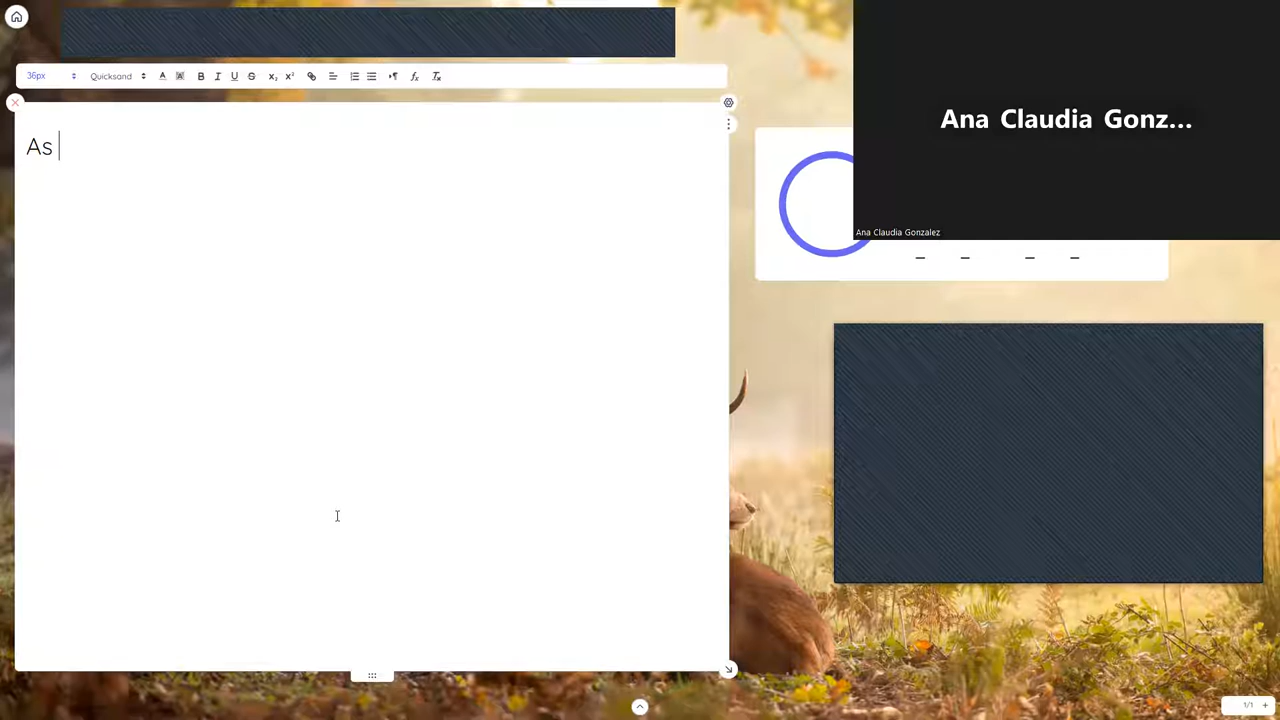 36px
Quicksand
As
Ana Claudia Gonz...
Ana Claudia Gonzalez
1/1